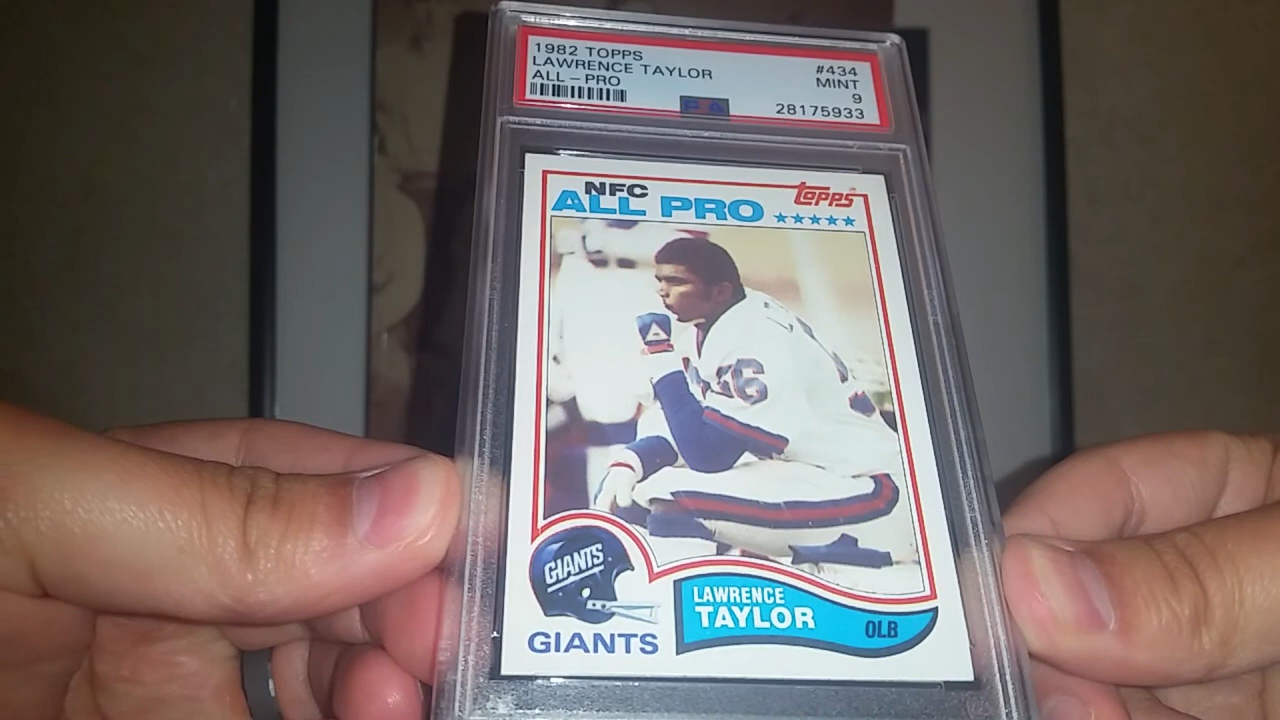 1982 TOPPS #434
LAWRENCE TAYLOR MINT
ALL - PRO 9
28175933
NFC
ALL PRO
topps
56
GIANTS
GIANTS
LAWRENCE
TAYLOR
OLB